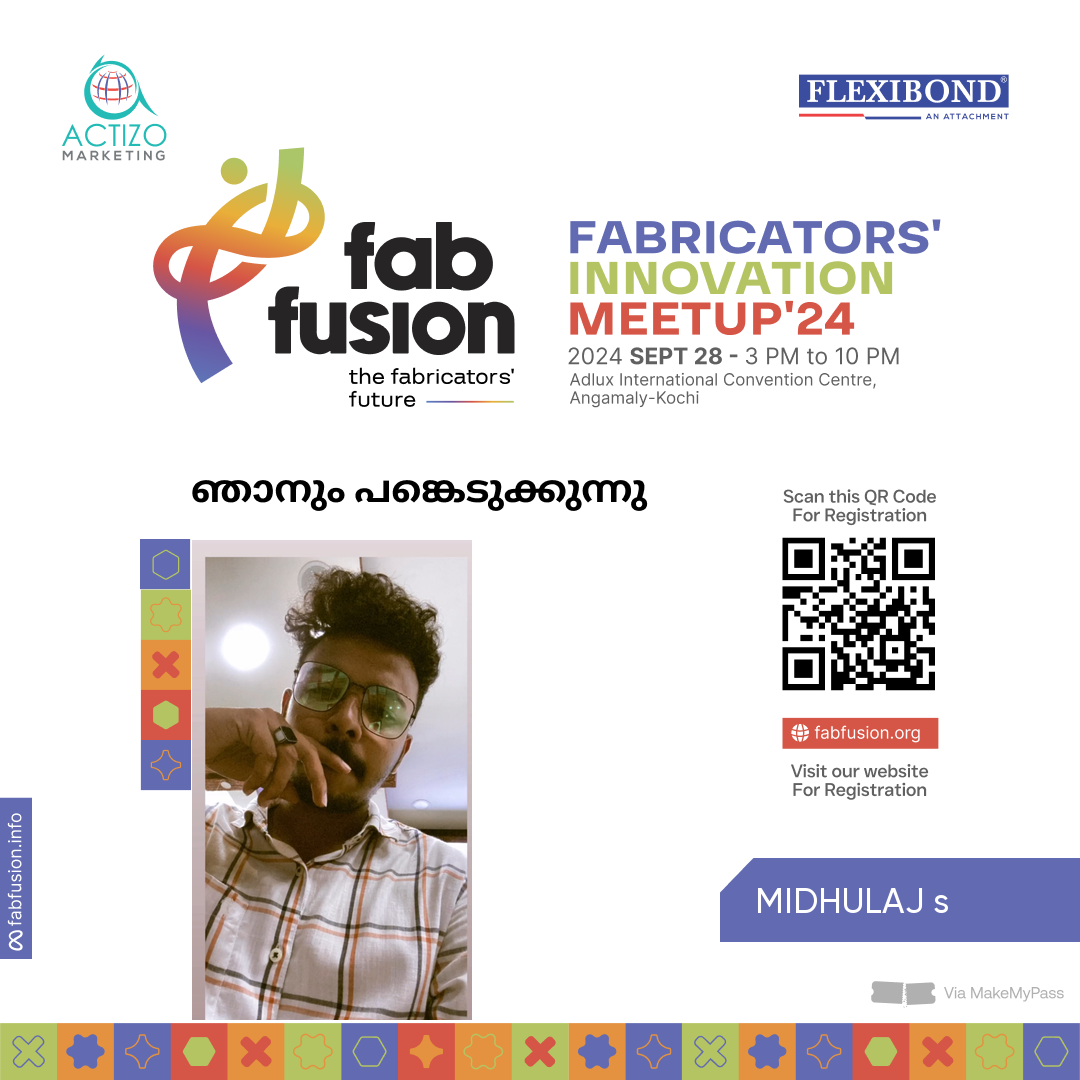 ACTIZO
MARKETING
FLEXIBOND®
AN ATTACHMENT
fab
fusion
the fabricators'
future
FABRICATORS'
INNOVATION
MEETUP'24
2024 SEPT 28 - 3 PM to 10 PM
Adlux International Convention Centre,
Angamaly-Kochi
ഞാനും പങ്കെടുക്കുന്നു
Scan this QR Code
For Registration
fabfusion.org
Visit our website
For Registration
fabfusion.info
MIDHULAJ s
Via MakeMyPass